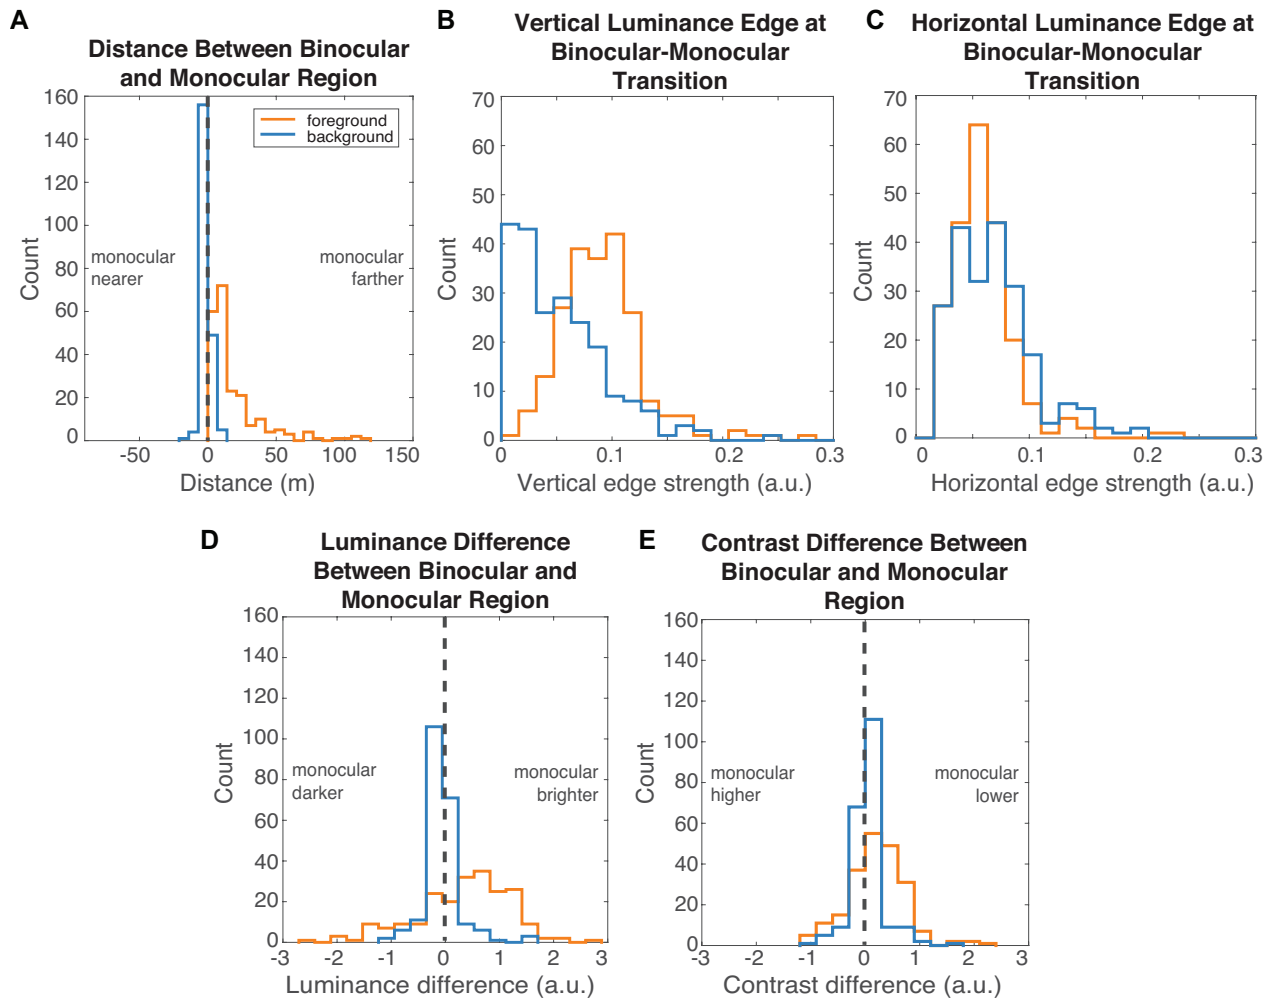 A
Distance Between Binocular
and Monocular Region
160
140
120
100
80
60
40
20
0
Count
foreground
background
monocular
nearer
monocular
farther
-50
0
50
100
150
Distance (m)
B
Vertical Luminance Edge at
Binocular-Monocular
Transition
70
60
50
40
30
20
10
0
Count
0
0.1
0.2
0.3
Vertical edge strength (a.u.)
C
Horizontal Luminance Edge at
Binocular-Monocular
Transition
70
60
50
40
30
20
10
0
Count
0
0.1
0.2
0.3
Horizontal edge strength (a.u.)
D
Luminance Difference
Between Binocular and
Monocular Region
160
140
120
100
80
60
40
20
0
Count
monocular
darker
monocular
brighter
-3
-2
-1
0
1
2
3
Luminance difference (a.u.)
E
Contrast Difference Between
Binocular and Monocular
Region
160
140
120
100
80
60
40
20
0
Count
monocular
higher
monocular
lower
-3
-2
-1
0
1
2
3
Contrast difference (a.u.)